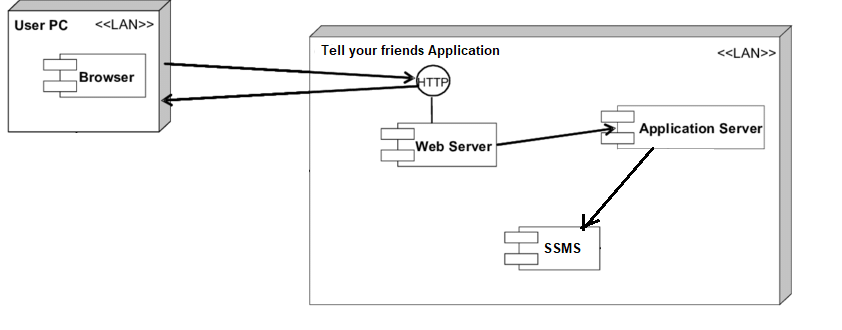 User PC <<LAN>>
Browser
Tell your friends Application
<<LAN>>
HTTP
Web Server
Application Server
SSMS